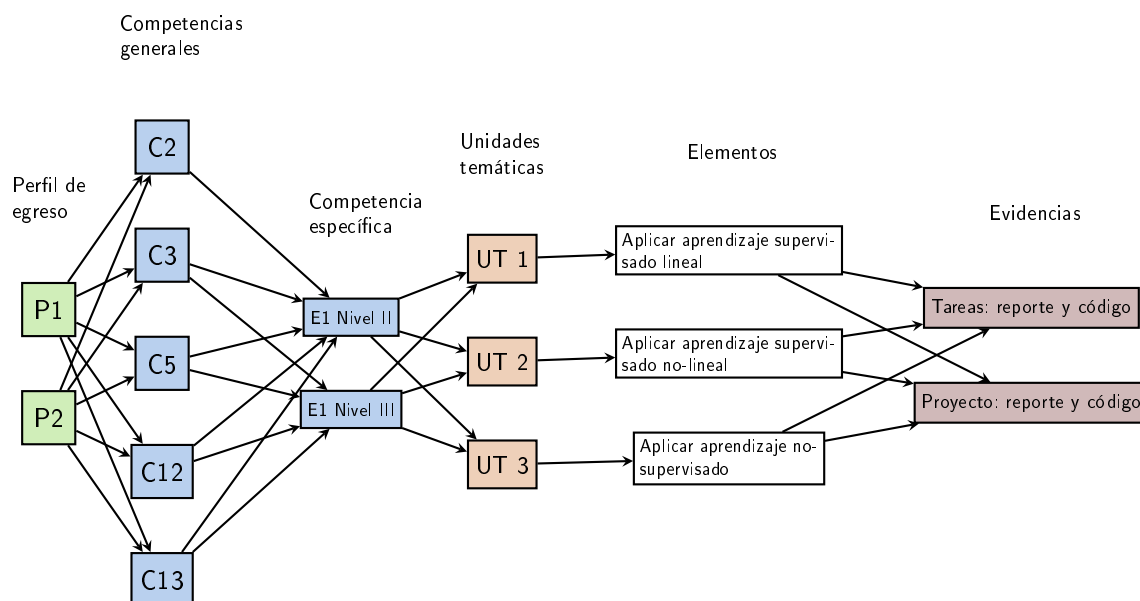 Competencias
generales
Perfil de
egreso
Competencia
específica
Unidades
temáticas
Elementos
Evidencias
P1
P2
C2
C3
C5
C12
C13
E1 Nivel II
E1 Nivel III
UT 1
UT 2
UT 3
Aplicar aprendizaje supervi-
sado lineal
Aplicar aprendizaje supervi-
sado no-lineal
Aplicar aprendizaje no-
supervisado
Tareas: reporte y código
Proyecto: reporte y código